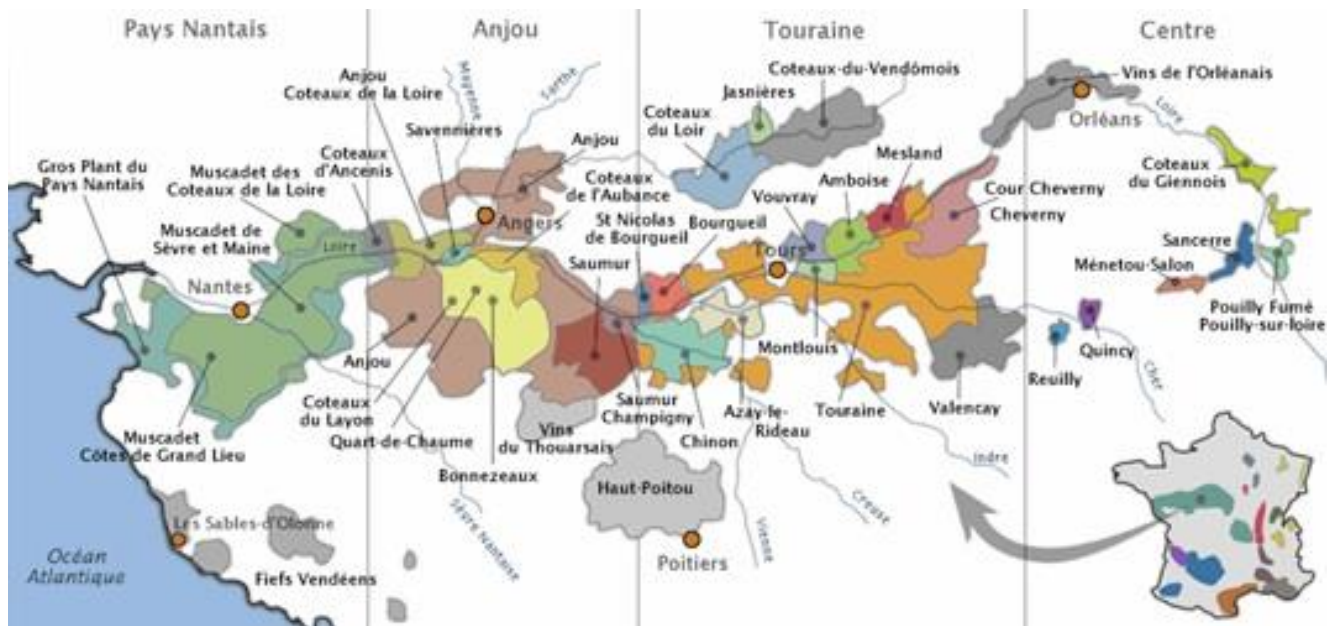 Pays Nantais
Anjou
Touraine
Centre
Anjou
Coteaux de la Loire
Mayenne
Sarthe
Coteaux-du-Vendômois
Vins de l'Orléanais
Jasnières
Savennières
Coteaux
du Loir
Orléans
Loire
Anjou
Mesland
Gros Plant du
Pays Nantais
Muscadet des
Coteaux de la Loire
Coteaux
d'Ancenis
Coteaux
de l'Aubance
Amboise
Coteaux
du Giennois
Cour Cheverny
Cheverny
Vouvray
St Nicolas
de Bourgueil
Bourgueil
Angers
Muscadet de
Sèvre et Maine
Loire
Saumur
Tours
Sancerre
Ménetou-Salon
Nantes
Pouilly Fumé
Pouilly-sur-loire
Anjou
Montlouis
Quincy
Reuilly
Cher
Coteaux
du Layon
Saumur
Champigny
Azay-le-
Rideau
Touraine
Valencay
Muscadet
Côtes de Grand Lieu
Quart-de-Chaume
Vins
du Thouarsais
Chinon
Indre
Bonnezeaux
Haut-Poitou
Creuse
Sèvre Nantaise
Vienne
Les Sables-d'Olonne
Poitiers
Océan
Atlantique
Fiefs Vendéens